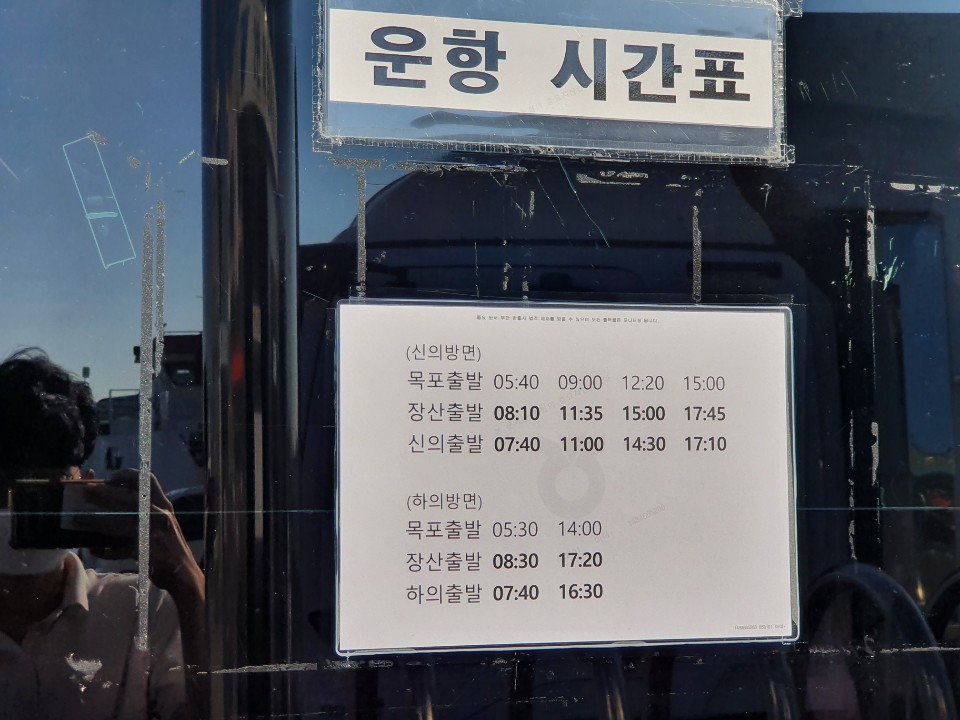 운항 시간표
(신의방면)
목포출발 05:40 09:00 12:20 15:00
장산출발 08:10 11:35 15:00 17:45
신의출발 07:40 11:00 14:30 17:10
(하의방면)
목포출발 05:30 14:00
장산출발 08:30 17:20
하의출발 07:40 16:30